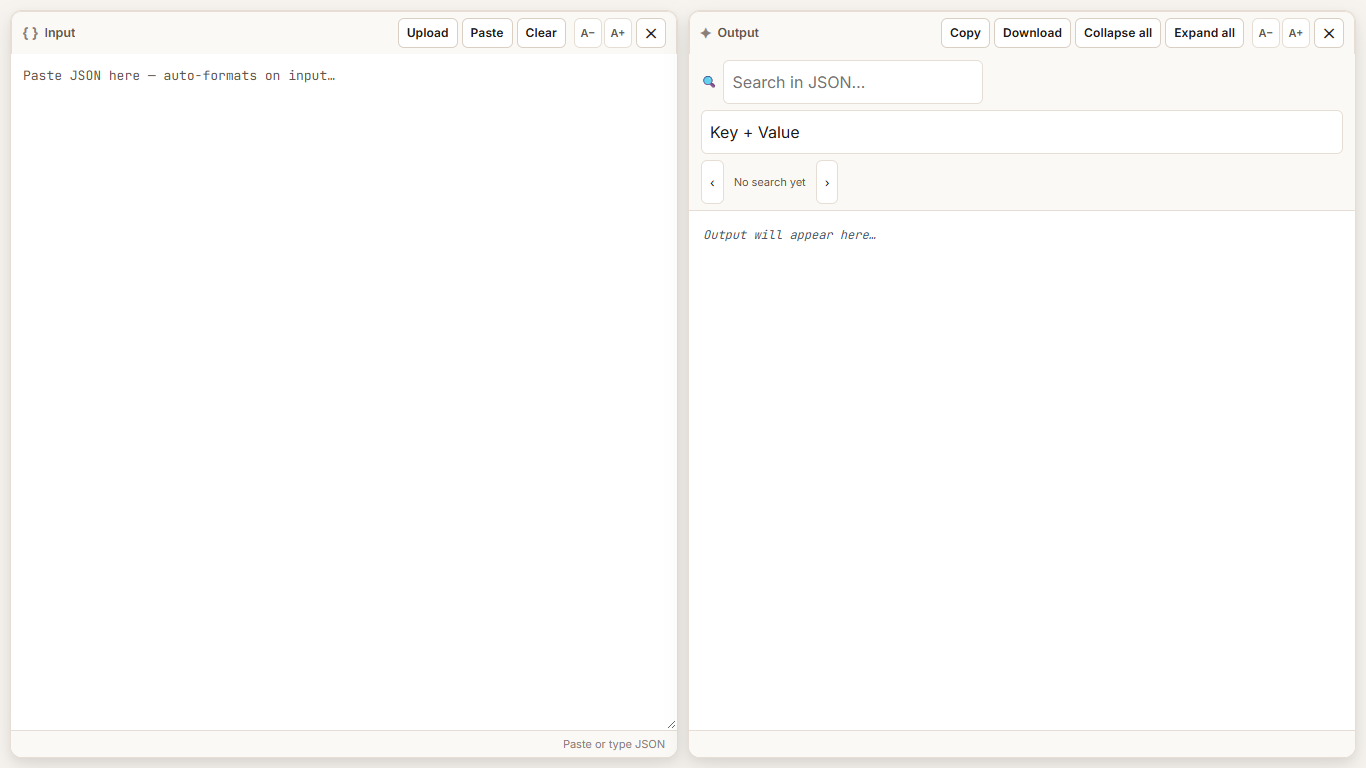 { } Input Upload Paste Clear A− A+ ✕
Paste JSON here — auto-formats on input…
Paste or type JSON
✦ Output Copy Download Collapse all Expand all A− A+ ✕
🔍 Search in JSON...
Key + Value
‹ No search yet ›
Output will appear here…